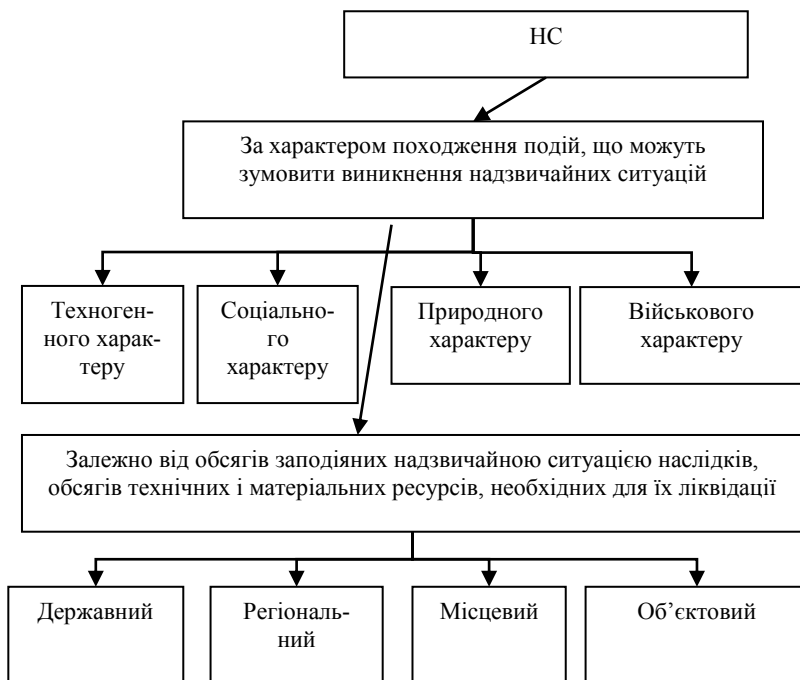 НС
За характером походження подій, що можуть
зумовити виникнення надзвичайних ситуацій
Техноген-
ного харак-
теру
Соціально-
го
характеру
Природного
характеру
Військового
характеру
Залежно від обсягів заподіяних надзвичайною ситуацією наслідків,
обсягів технічних і матеріальних ресурсів, необхідних для їх ліквідації
Державний
Регіональ-
ний
Місцевий
Об’єктовий